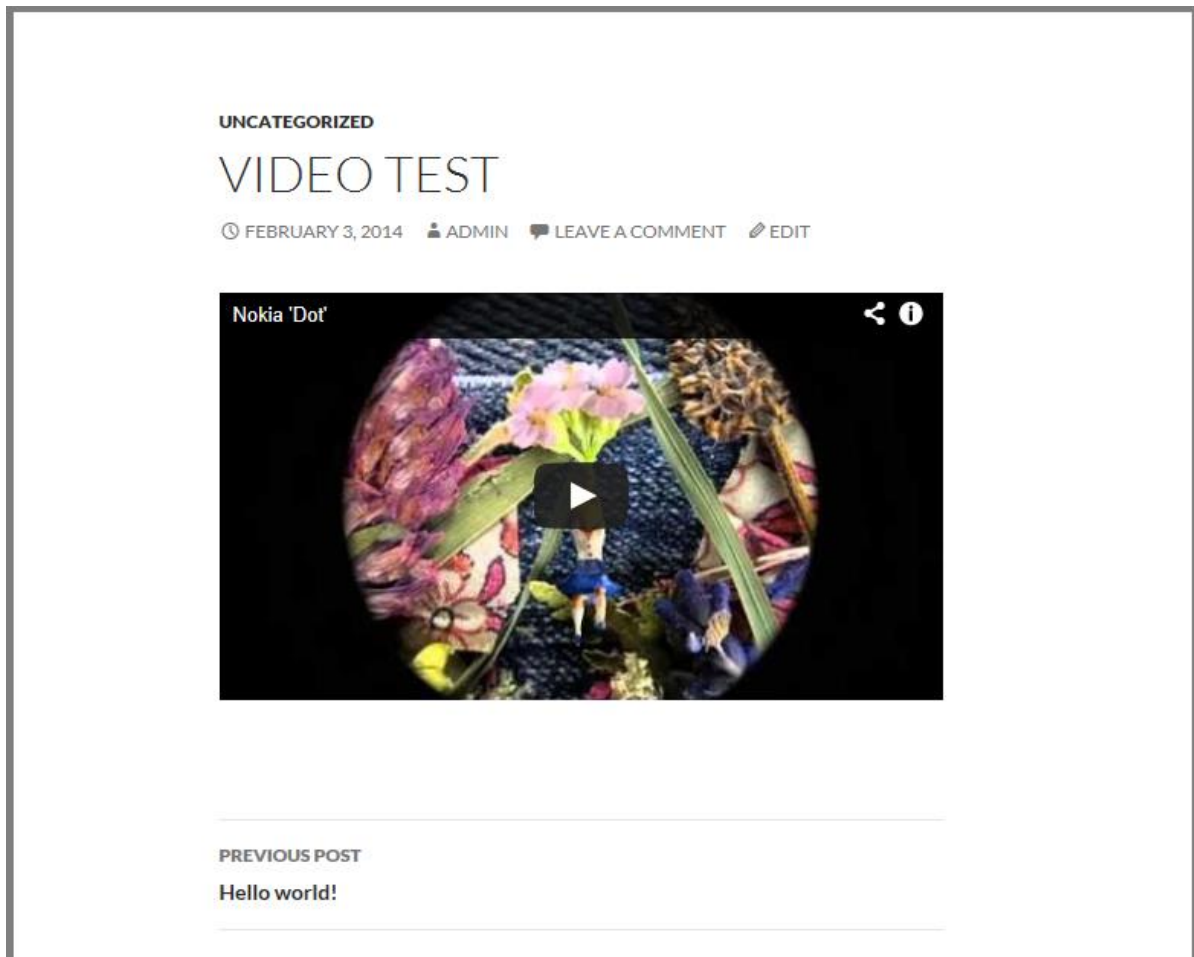 UNCATEGORIZED
VIDEO TEST
FEBRUARY 3, 2014 ADMIN LEAVE A COMMENT EDIT
Nokia 'Dot'
PREVIOUS POST
Hello world!